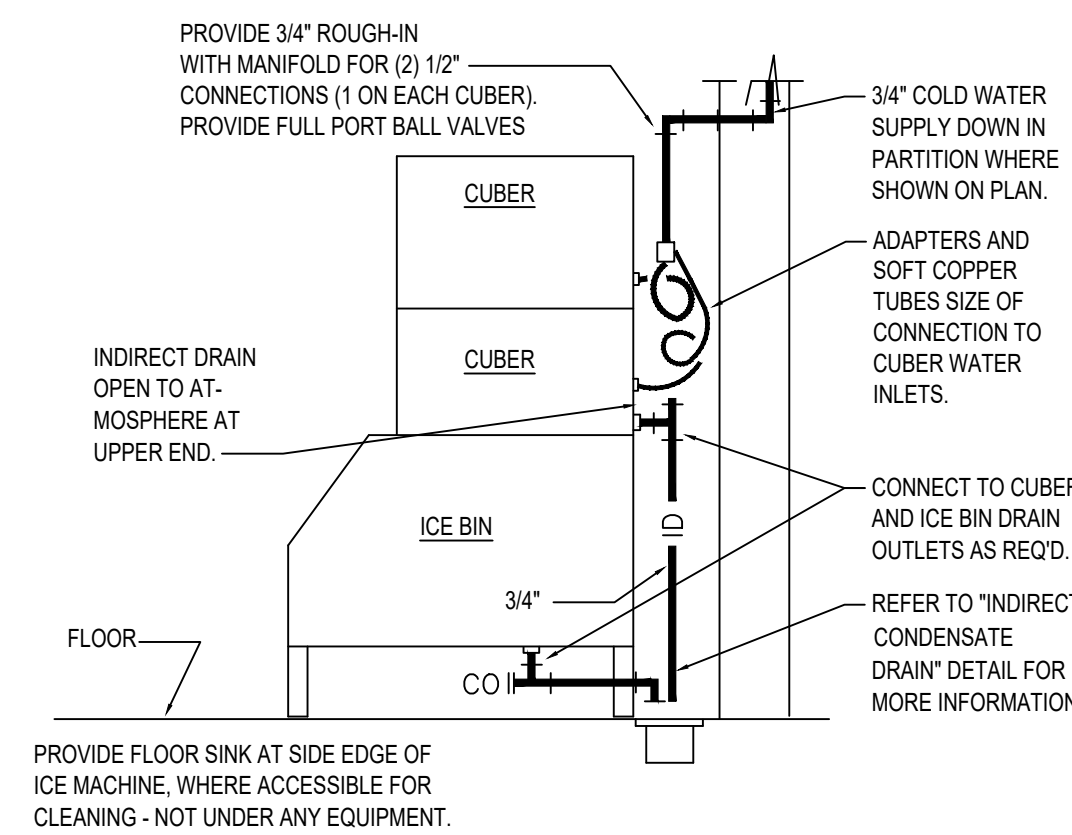 PROVIDE 3/4" ROUGH-IN
WITH MANIFOLD FOR (2) 1/2"
CONNECTIONS (1 ON EACH CUBER).
PROVIDE FULL PORT BALL VALVES
3/4" COLD WATER
SUPPLY DOWN IN
PARTITION WHERE
SHOWN ON PLAN.
CUBER
ADAPTERS AND
SOFT COPPER
TUBES SIZE OF
CONNECTION TO
CUBER WATER
INLETS.
INDIRECT DRAIN
OPEN TO AT-
MOSPHERE AT
UPPER END.
CUBER
CONNECT TO CUBER
AND ICE BIN DRAIN
OUTLETS AS REQ'D.
ICE BIN
ID
3/4"
REFER TO "INDIRECT
CONDENSATE
DRAIN" DETAIL FOR
MORE INFORMATION
FLOOR
CO
PROVIDE FLOOR SINK AT SIDE EDGE OF
ICE MACHINE, WHERE ACCESSIBLE FOR
CLEANING - NOT UNDER ANY EQUIPMENT.